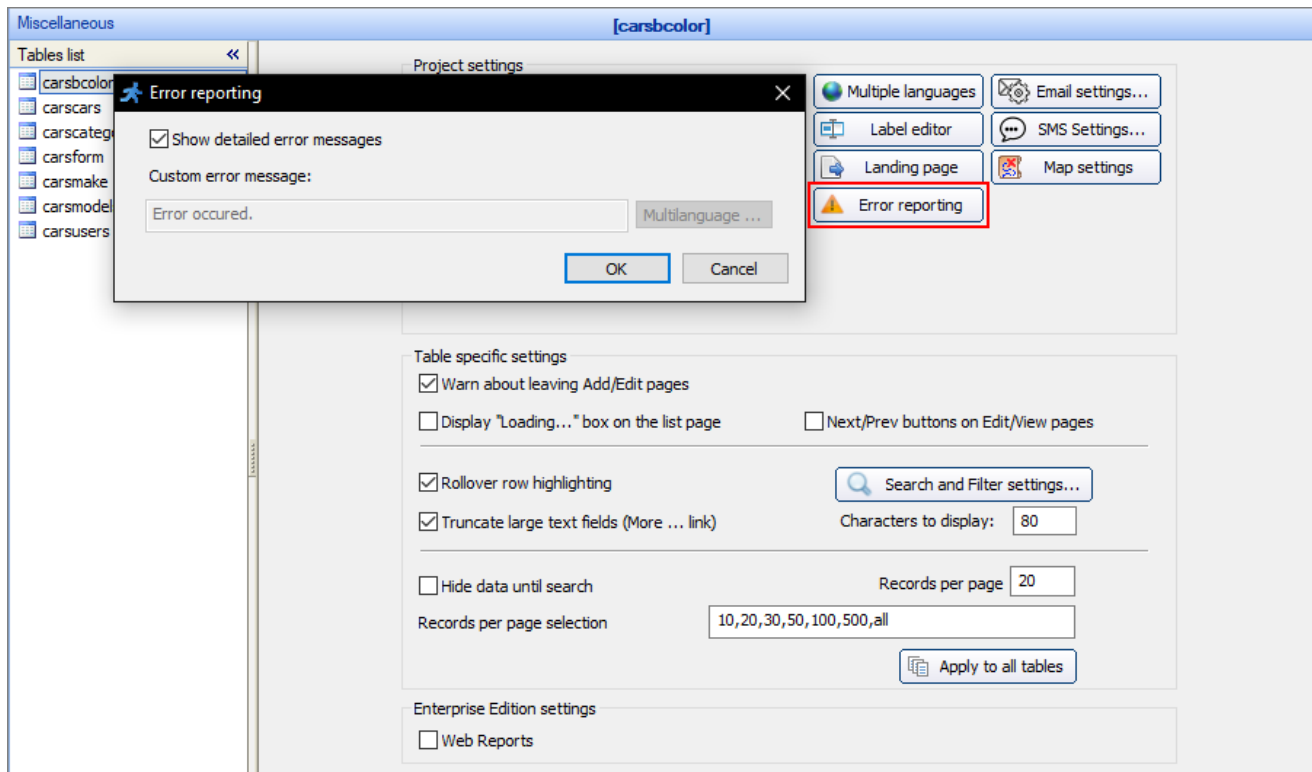 Miscellaneous
[carsbcolor]
Tables list
carsbcolor
carscars
carscateg
carsform
carsmake
carsmodel
carsusers
Error reporting
Show detailed error messages
Custom error message:
Error occured.
Multilanguage ...
OK
Cancel
Project settings
Multiple languages
Email settings...
Label editor
SMS Settings...
Landing page
Map settings
Error reporting
Table specific settings
Warn about leaving Add/Edit pages
Display "Loading..." box on the list page
Next/Prev buttons on Edit/View pages
Rollover row highlighting
Search and Filter settings...
Truncate large text fields (More ... link)
Characters to display:
80
Hide data until search
Records per page
20
Records per page selection
10,20,30,50,100,500,all
Apply to all tables
Enterprise Edition settings
Web Reports